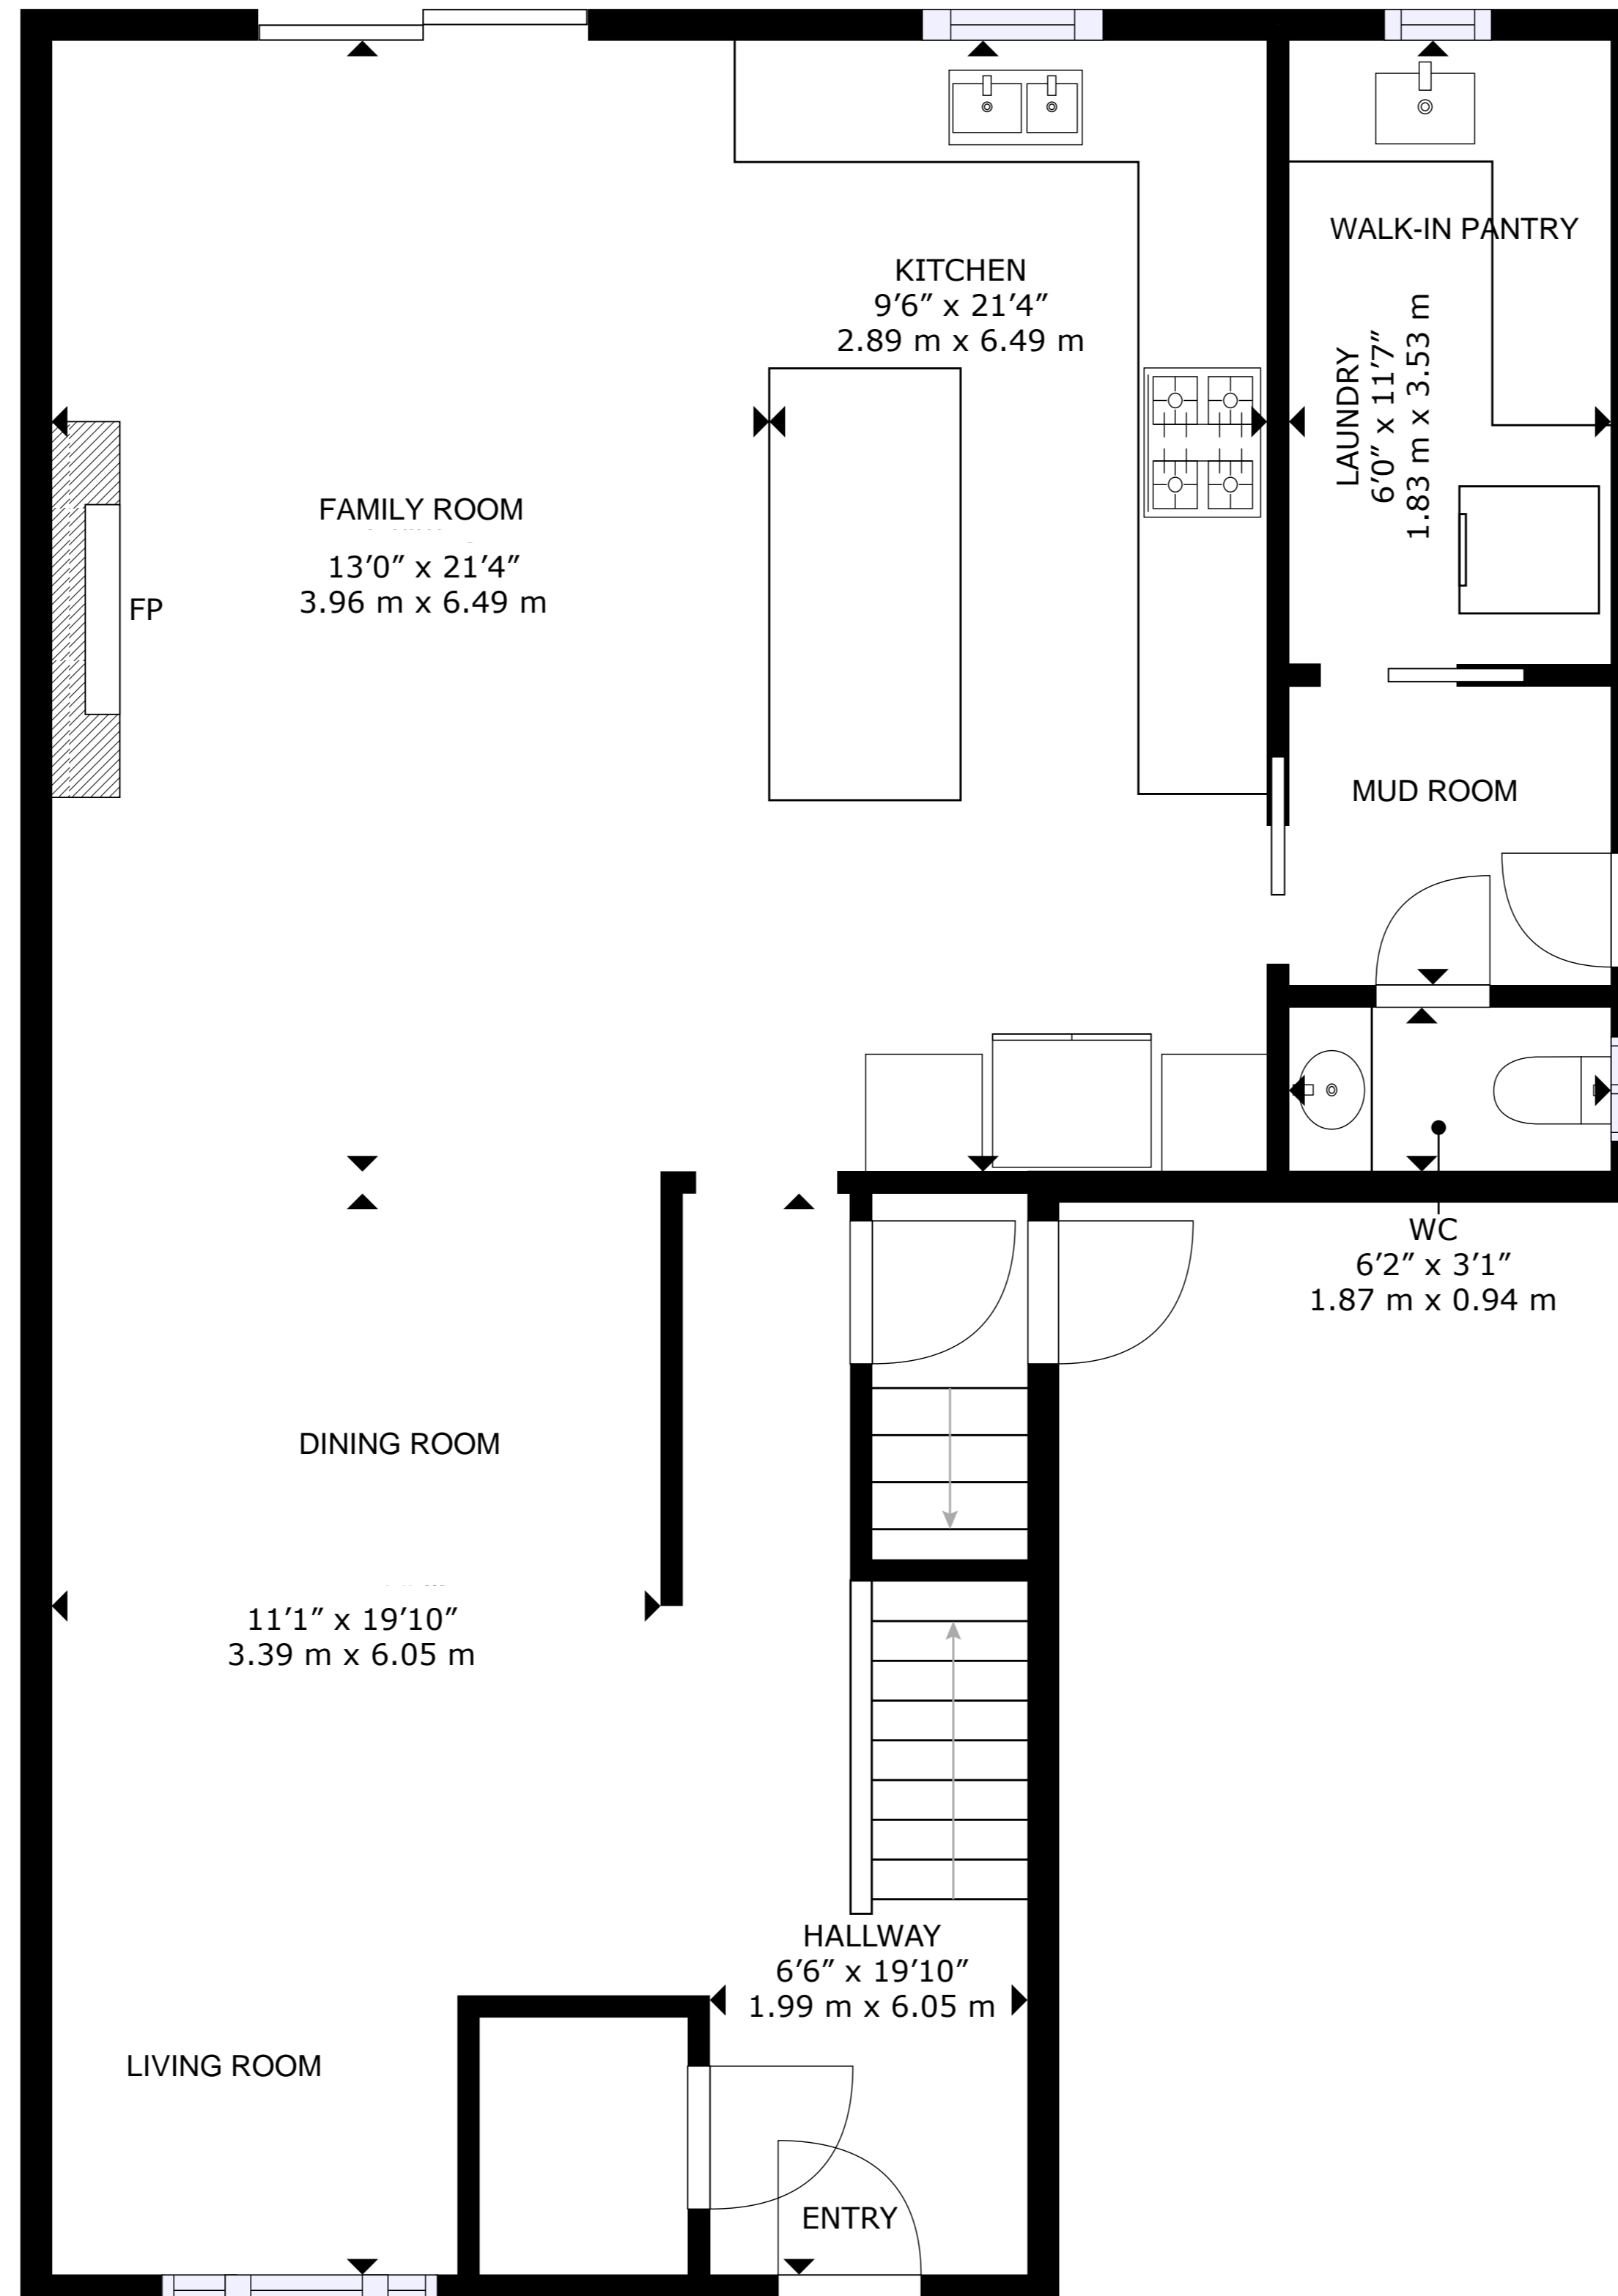 WALK-IN PANTRY
KITCHEN
9′6″ x 21′4″
2.89 m x 6.49 m
LAUNDRY
6′0″ x 11′7″
1.83 m x 3.53 m
FAMILY ROOM
13′0″ x 21′4″
3.96 m x 6.49 m
FP
MUD ROOM
WC
6′2″ x 3′1″
1.87 m x 0.94 m
DINING ROOM
11′1″ x 19′10″
3.39 m x 6.05 m
HALLWAY
6′6″ x 19′10″
1.99 m x 6.05 m
LIVING ROOM
ENTRY